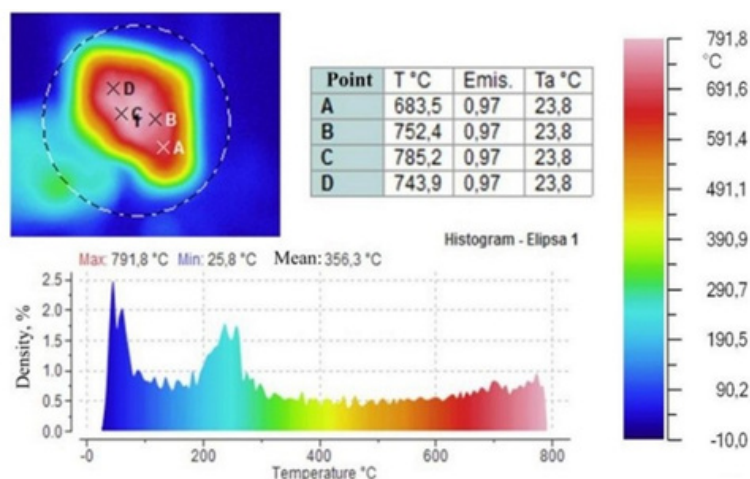 D
C
1
B
A
Point T °C Emis. Ta °C
A 683,5 0,97 23,8
B 752,4 0,97 23,8
C 785,2 0,97 23,8
D 743,9 0,97 23,8
791,8
°C
691,6
591,4
491,1
390,9
290,7
190,5
90,2
-10,0
Histogram - Elipsa 1
Max: 791,8 °C Min: 25,8 °C Mean: 356,3 °C
Density, %
2.5
2.0
1.5
1.0
0.5
0.0
-0 200 400 600 800
Temperature °C